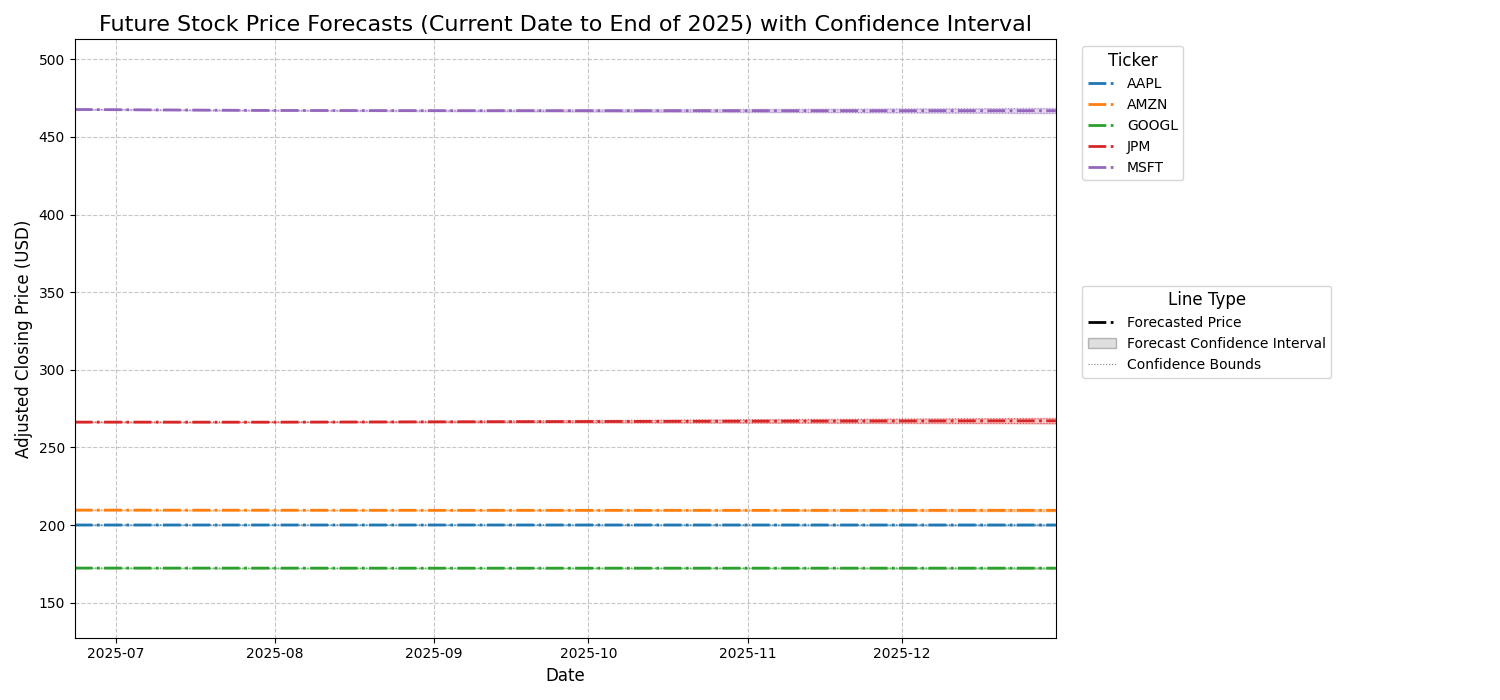 Future Stock Price Forecasts (Current Date to End of 2025) with Confidence Interval
Adjusted Closing Price (USD)
500
450
400
350
300
250
200
150
2025-07
2025-08
2025-09
2025-10
2025-11
2025-12
Date
Ticker
AAPL
AMZN
GOOGL
JPM
MSFT
Line Type
Forecasted Price
Forecast Confidence Interval
Confidence Bounds